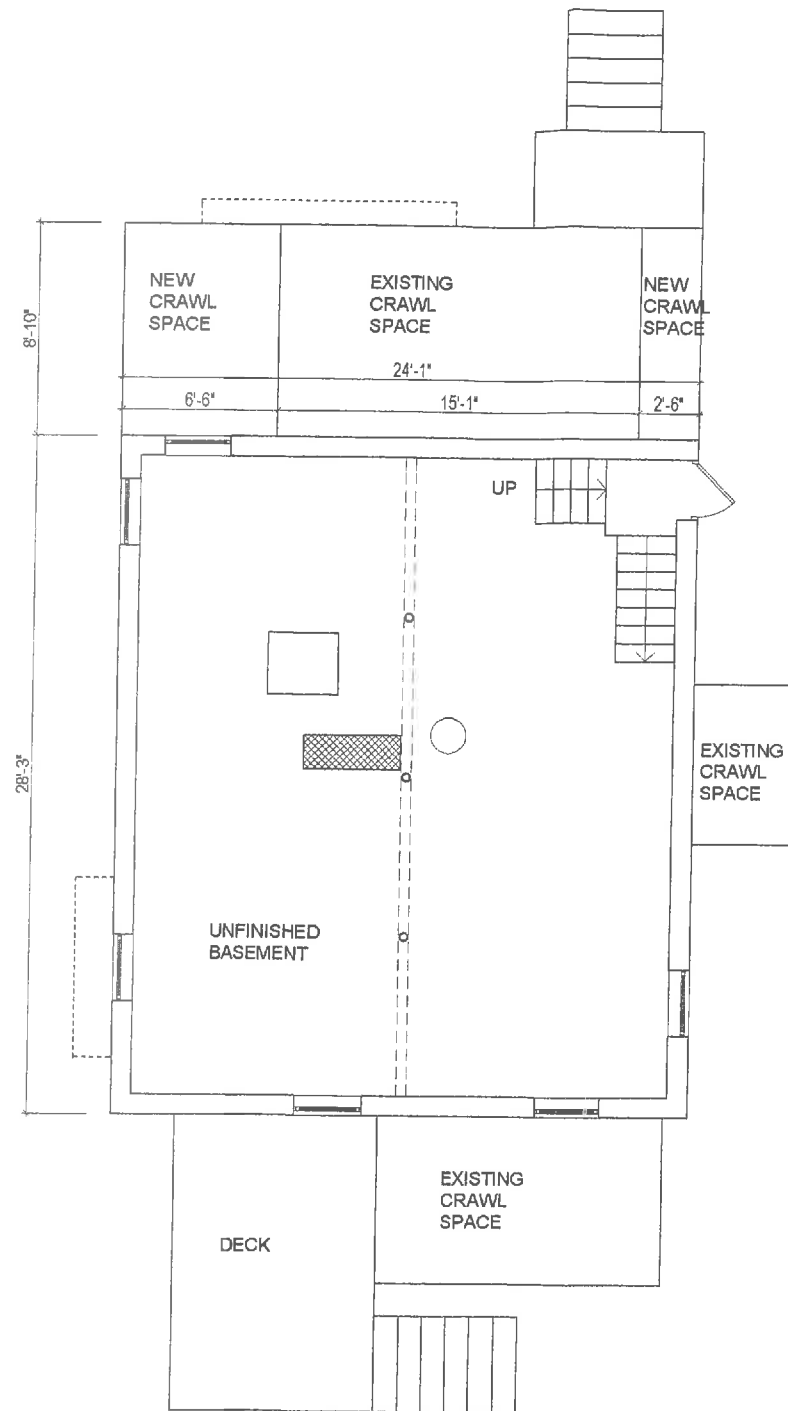 NEW
CRAWL
SPACE
EXISTING
CRAWL
SPACE
NEW
CRAWL
SPACE
8'-10"
24'-1"
6'-6"
15'-1"
2'-6"
UP
28'-3"
EXISTING
CRAWL
SPACE
UNFINISHED
BASEMENT
EXISTING
CRAWL
SPACE
DECK